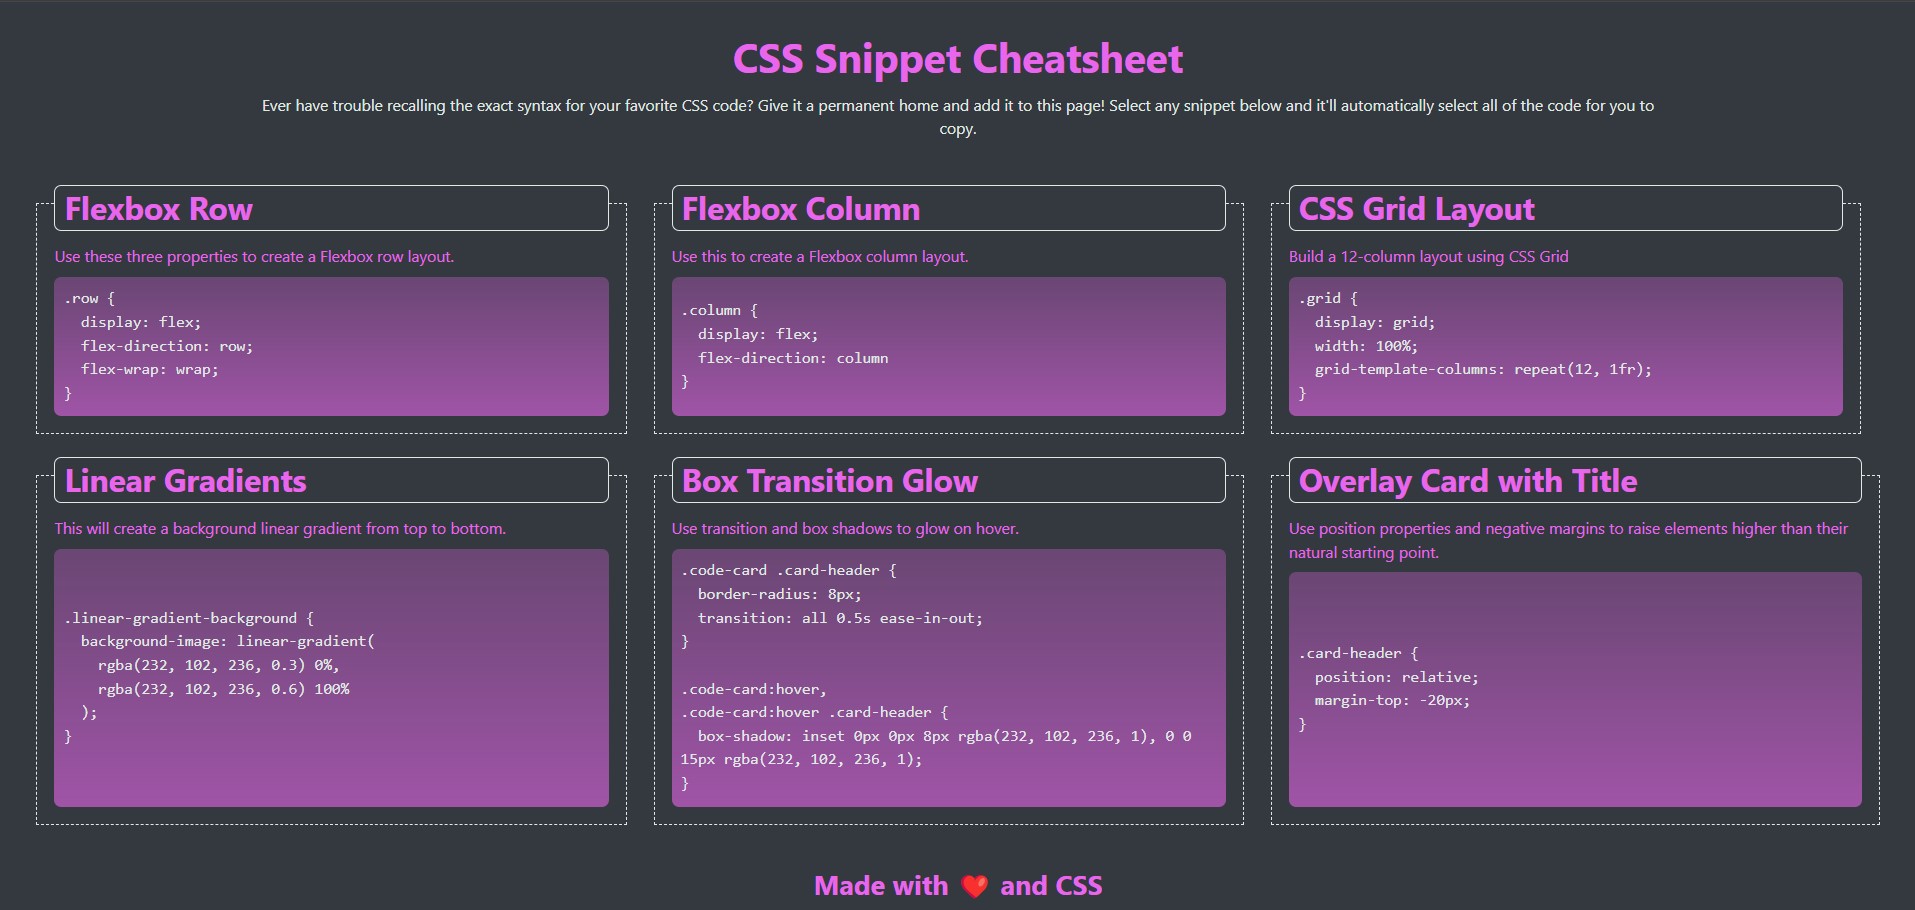 CSS Snippet Cheatsheet
Ever have trouble recalling the exact syntax for your favorite CSS code? Give it a permanent home and add it to this page! Select any snippet below and it'll automatically select all of the code for you to
copy.
Flexbox Row
Use these three properties to create a Flexbox row layout.
.row {
  display: flex;
  flex-direction: row;
  flex-wrap: wrap;
}
Flexbox Column
Use this to create a Flexbox column layout.
.column {
  display: flex;
  flex-direction: column
}
CSS Grid Layout
Build a 12-column layout using CSS Grid
.grid {
  display: grid;
  width: 100%;
  grid-template-columns: repeat(12, 1fr);
}
Linear Gradients
This will create a background linear gradient from top to bottom.
.linear-gradient-background {
  background-image: linear-gradient(
    rgba(232, 102, 236, 0.3) 0%,
    rgba(232, 102, 236, 0.6) 100%
  );
}
Box Transition Glow
Use transition and box shadows to glow on hover.
.code-card .card-header {
  border-radius: 8px;
  transition: all 0.5s ease-in-out;
}
.code-card:hover,
.code-card:hover .card-header {
  box-shadow: inset 0px 0px 8px rgba(232, 102, 236, 1), 0 0
15px rgba(232, 102, 236, 1);
}
Overlay Card with Title
Use position properties and negative margins to raise elements higher than their
natural starting point.
.card-header {
  position: relative;
  margin-top: -20px;
}
Made with ❤️ and CSS